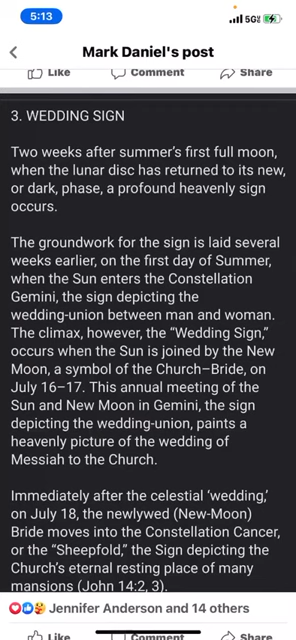 5:13
5G
Mark Daniel's post
Like Comment Share
3. WEDDING SIGN
Two weeks after summer's first full moon,
when the lunar disc has returned to its new,
or dark, phase, a profound heavenly sign
occurs.
The groundwork for the sign is laid several
weeks earlier, on the first day of Summer,
when the Sun enters the Constellation
Gemini, the sign depicting the
wedding-union between man and woman.
The climax, however, the “Wedding Sign,”
occurs when the Sun is joined by the New
Moon, a symbol of the Church–Bride, on
July 16–17. This annual meeting of the
Sun and New Moon in Gemini, the sign
depicting the wedding-union, paints a
heavenly picture of the wedding of
Messiah to the Church.
Immediately after the celestial ‘wedding,’
on July 18, the newlywed (New-Moon)
Bride moves into the Constellation Cancer,
or the “Sheepfold,” the Sign depicting the
Church's eternal resting place of many
mansions (John 14:2, 3).
Jennifer Anderson and 14 others
Like Comment Share